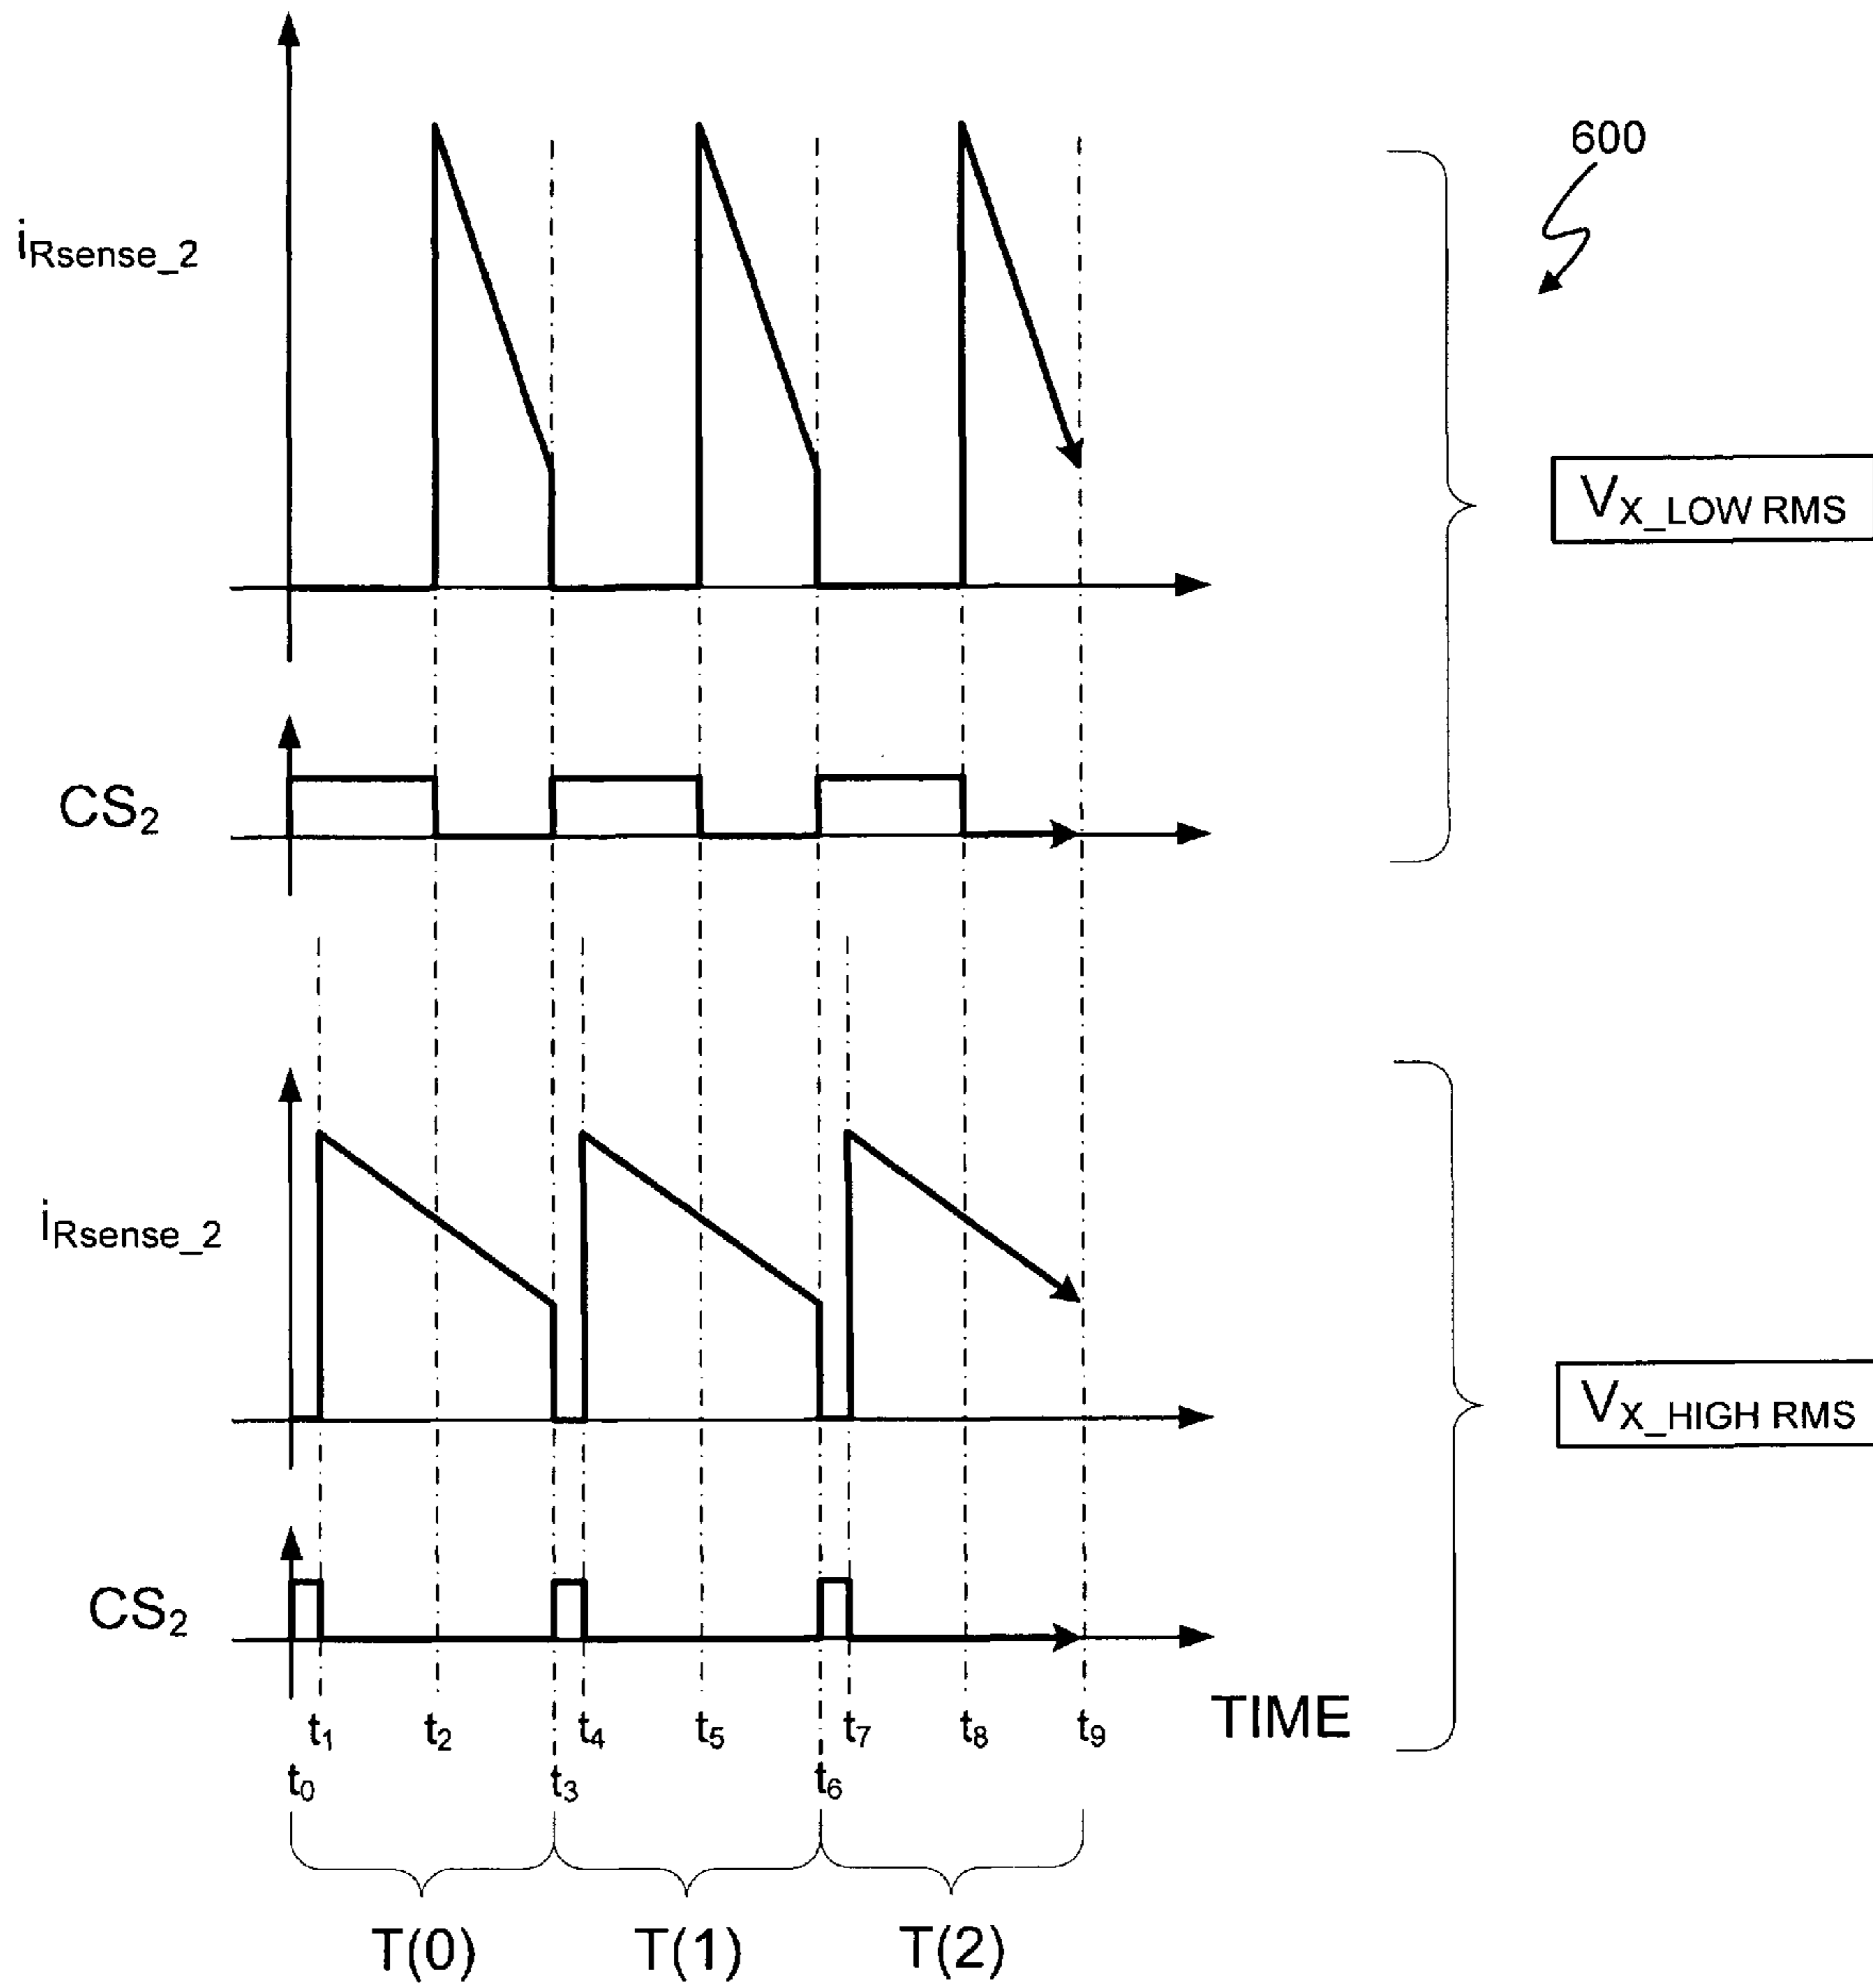 600
iRsense_2
VX_LOW RMS
CS2
iRsense_2
VX_HIGH RMS
CS2
TIME
t1 t2 t4 t5 t7 t8 t9
t0 t3 t6
T(0) T(1) T(2)